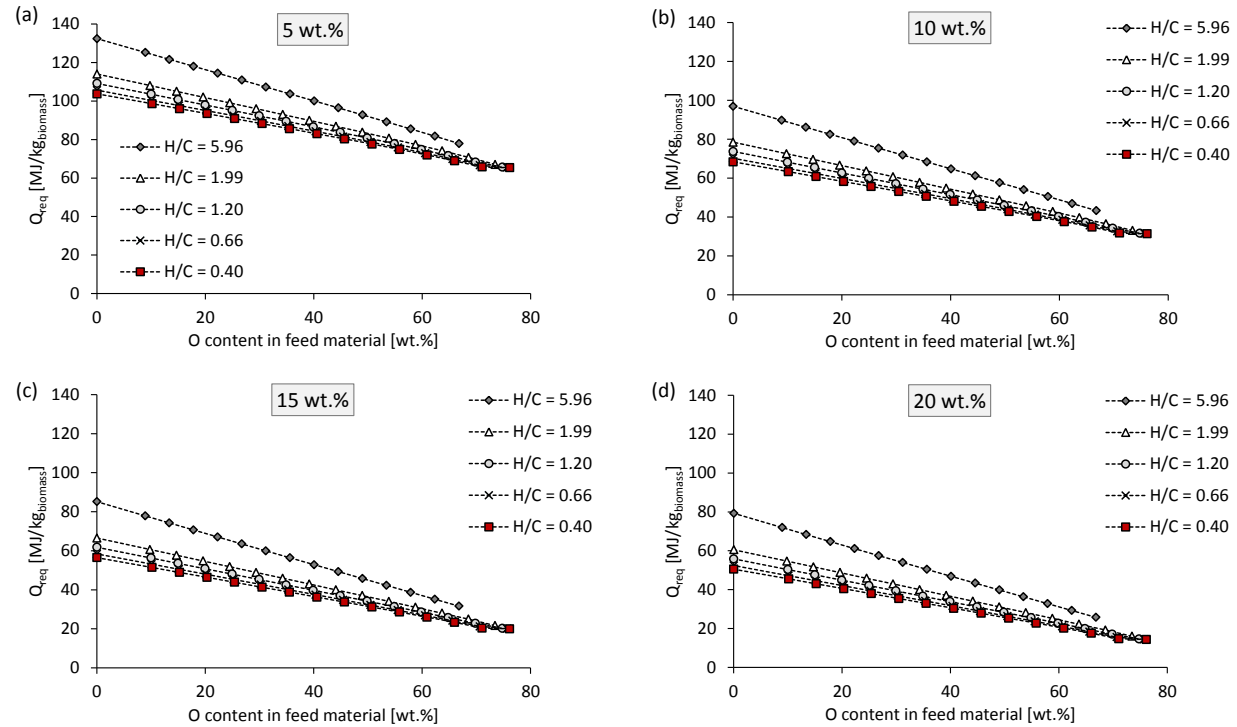 (a)
5 wt.%
140
120
100
80
60
40
20
0
Q_req [MJ/kg_biomass]
H/C = 5.96
H/C = 1.99
H/C = 1.20
H/C = 0.66
H/C = 0.40
0 20 40 60 80
O content in feed material [wt.%]
(b)
10 wt.%
140
120
100
80
60
40
20
0
Q_req [MJ/kg_biomass]
H/C = 5.96
H/C = 1.99
H/C = 1.20
H/C = 0.66
H/C = 0.40
0 20 40 60 80
O content in feed material [wt.%]
(c)
15 wt.%
140
120
100
80
60
40
20
0
Q_req [MJ/kg_biomass]
H/C = 5.96
H/C = 1.99
H/C = 1.20
H/C = 0.66
H/C = 0.40
0 20 40 60 80
O content in feed material [wt.%]
(d)
20 wt.%
140
120
100
80
60
40
20
0
Q_req [MJ/kg_biomass]
H/C = 5.96
H/C = 1.99
H/C = 1.20
H/C = 0.66
H/C = 0.40
0 20 40 60 80
O content in feed material [wt.%]